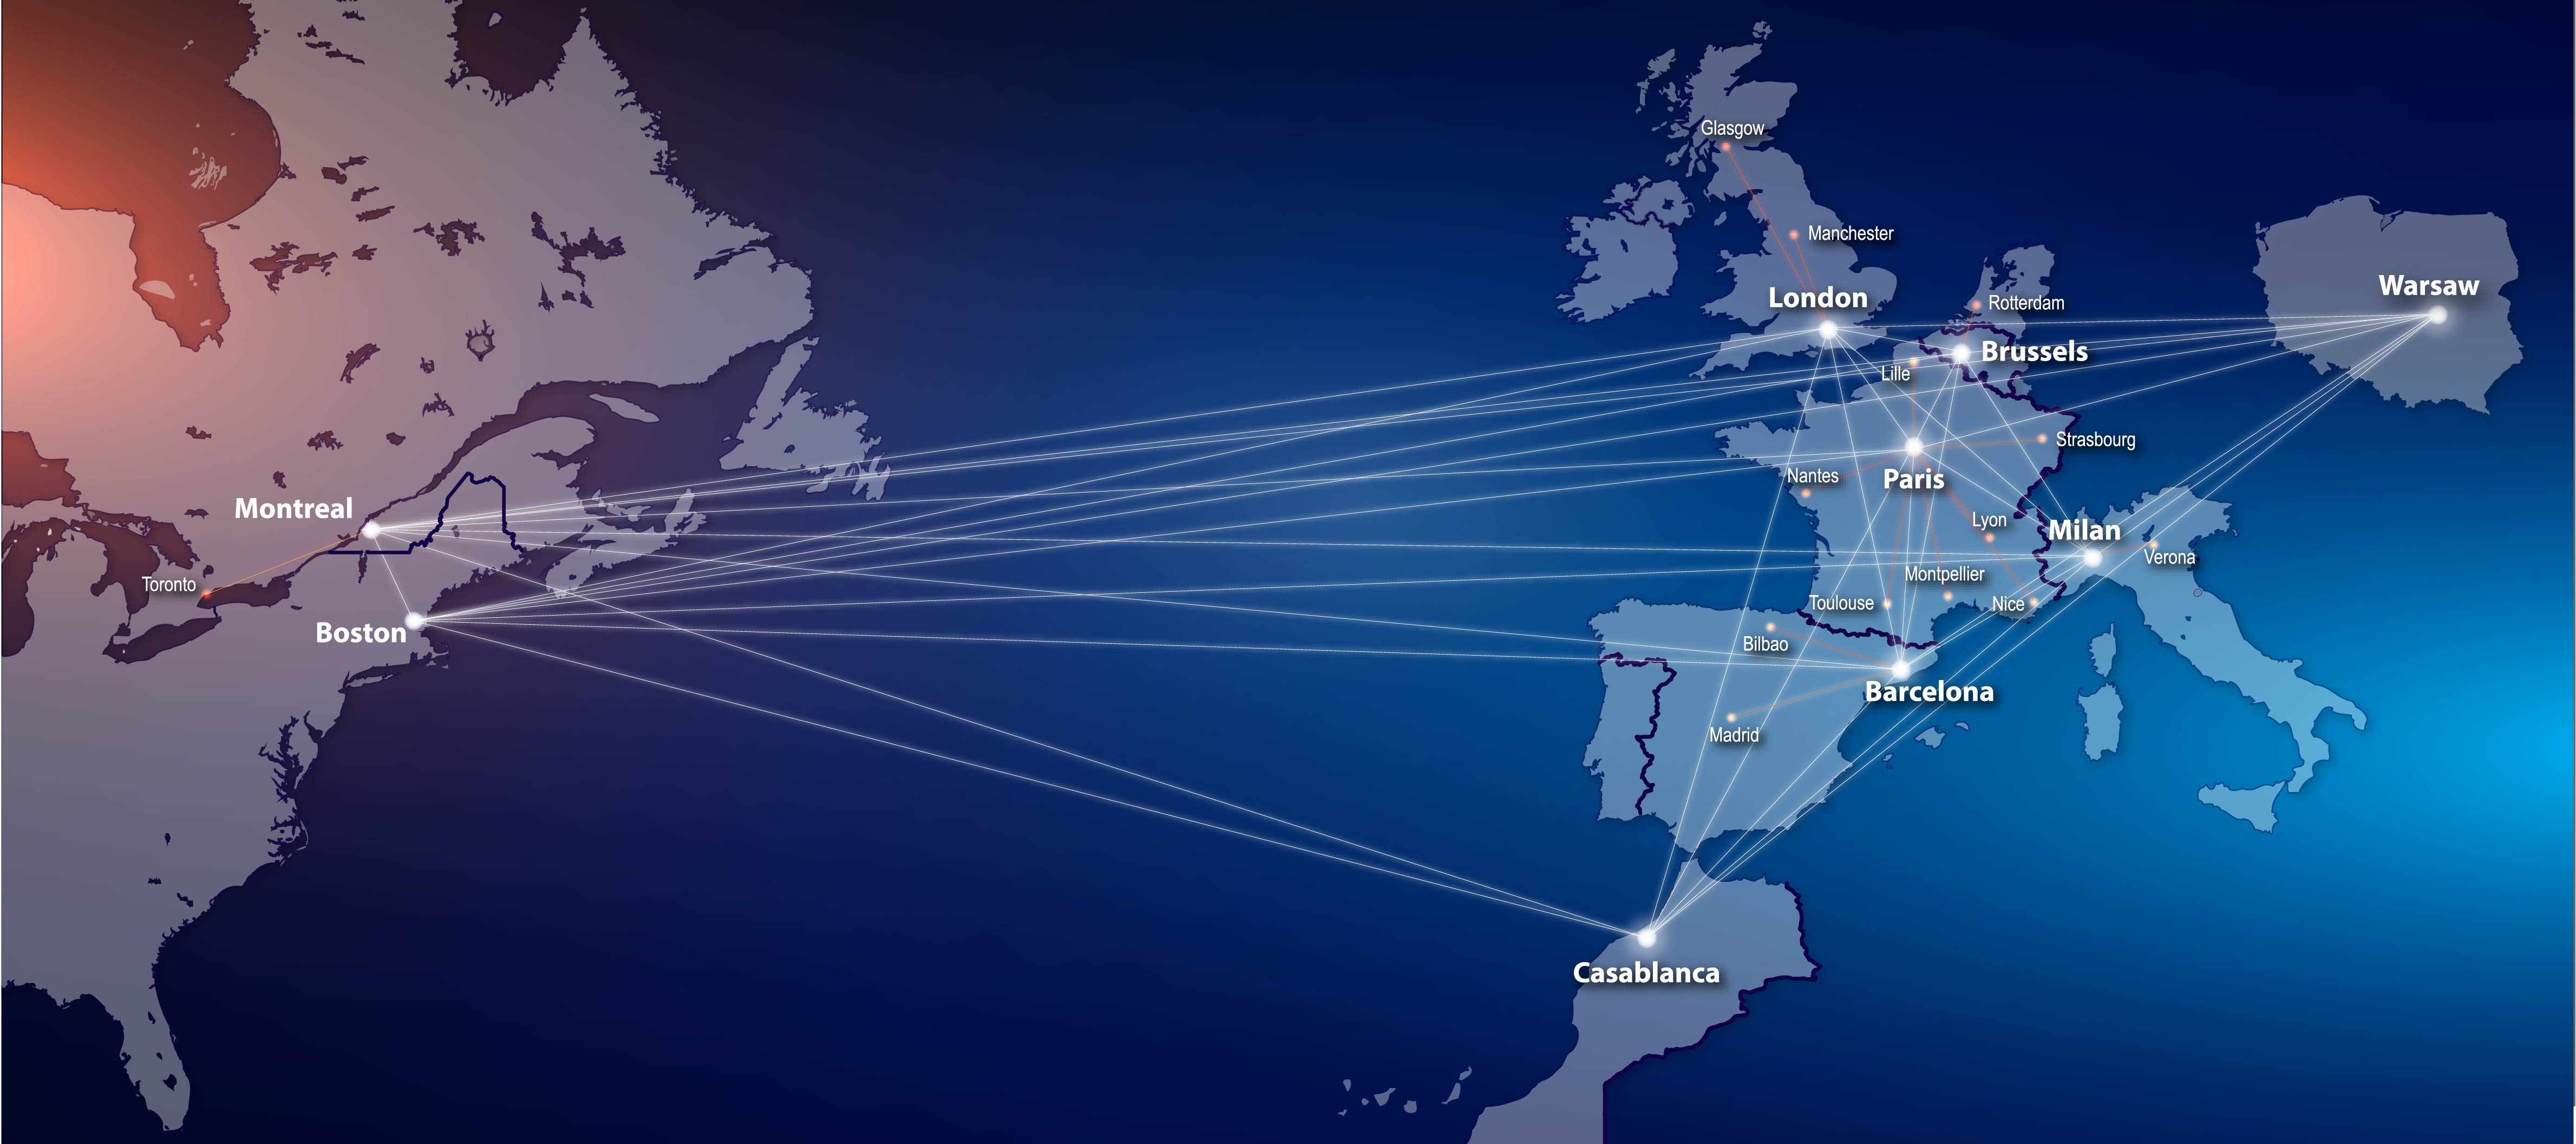 Glasgow
Manchester
Warsaw
London
Rotterdam
Brussels
Lille
Strasbourg
Nantes
Paris
Montreal
Lyon
Milan
Verona
Toronto
Montpellier
Toulouse
Nice
Boston
Bilbao
Barcelona
Madrid
Casablanca